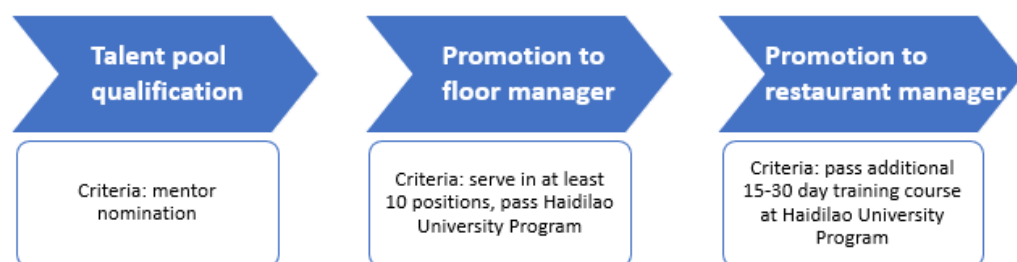 Talent pool
qualification
Criteria: mentor
nomination
Promotion to
floor manager
Criteria: serve in at least
10 positions, pass Haidilao
University Program
Promotion to
restaurant manager
Criteria: pass additional
15-30 day training course
at Haidilao University
Program